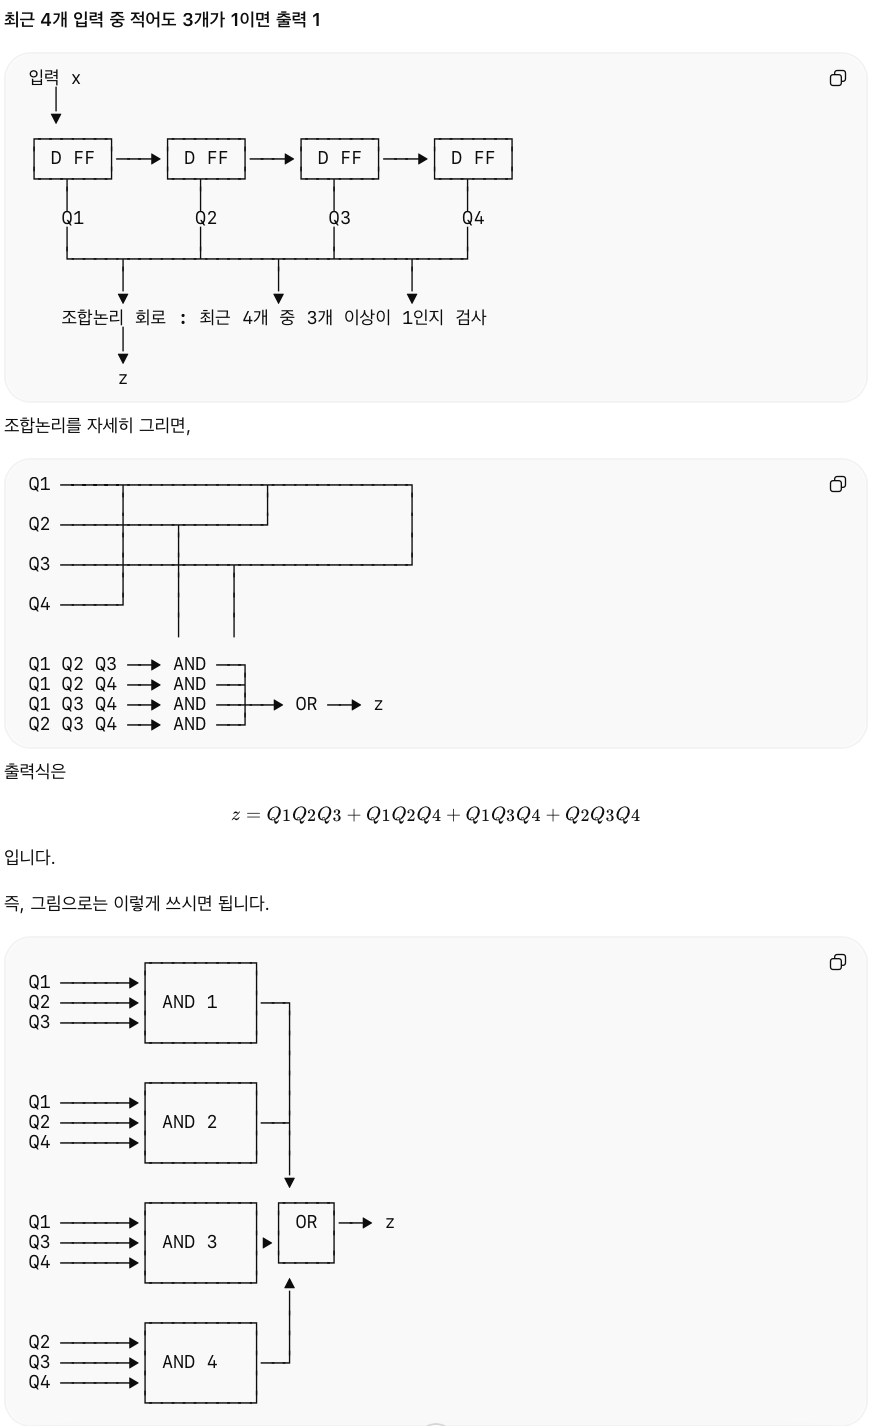 최근 4개 입력 중 적어도 3개가 1이면 출력 1
입력 x
D FF D FF D FF D FF
Q1 Q2 Q3 Q4
조합논리 회로 : 최근 4개 중 3개 이상이 1인지 검사
z
조합논리를 자세히 그리면,
Q1
Q2
Q3
Q4
Q1 Q2 Q3 AND
Q1 Q2 Q4 AND
Q1 Q3 Q4 AND OR z
Q2 Q3 Q4 AND
출력식은
z = Q1Q2Q3 + Q1Q2Q4 + Q1Q3Q4 + Q2Q3Q4
입니다.
즉, 그림으로는 이렇게 쓰시면 됩니다.
Q1
Q2 AND 1
Q3
Q1
Q2 AND 2
Q4
Q1 OR z
Q3 AND 3
Q4
Q2
Q3 AND 4
Q4